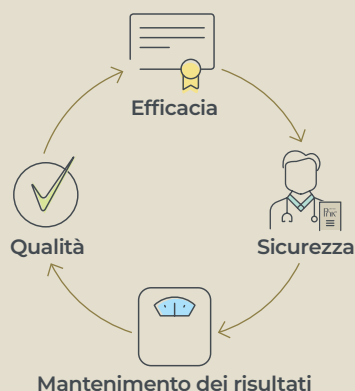 Efficacia
Qualità
Sicurezza
Mantenimento dei risultati